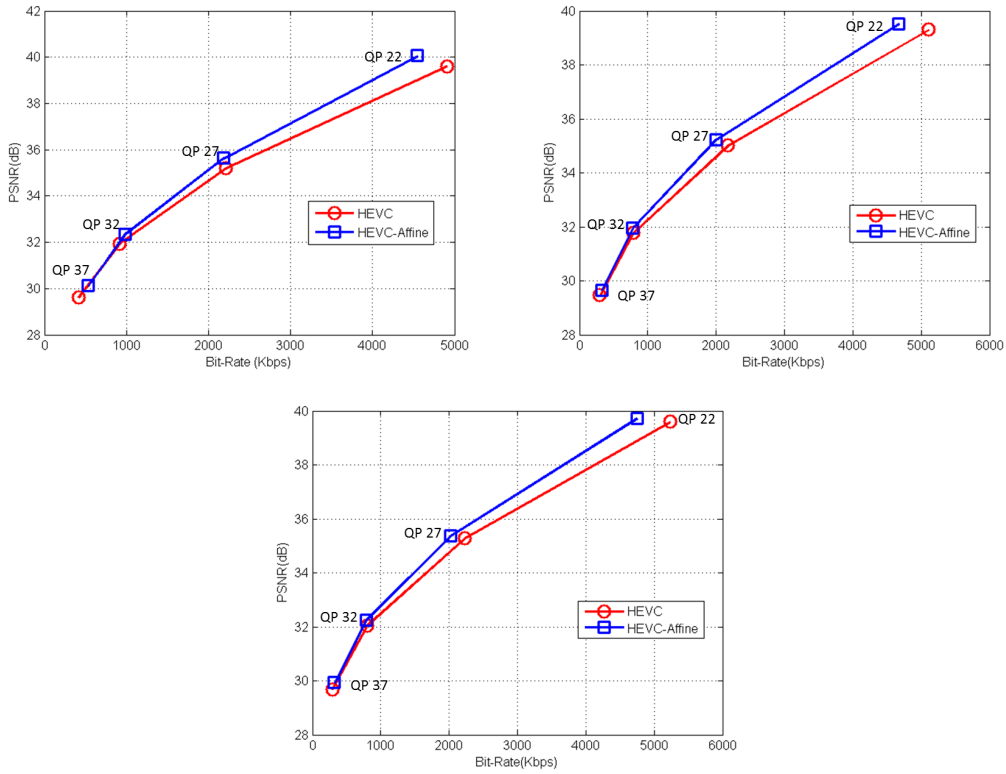 42
40
38
36
34
32
30
28
PSNR(dB)
QP 22
QP 27
QP 32
QP 37
HEVC
HEVC-Affine
0 1000 2000 3000 4000 5000
Bit-Rate (Kbps)
40
38
36
34
32
30
28
PSNR(dB)
QP 22
QP 27
QP 32
QP 37
HEVC
HEVC-Affine
0 1000 2000 3000 4000 5000 6000
Bit-Rate(Kbps)
40
38
36
34
32
30
28
PSNR(dB)
QP 22
QP 27
QP 32
QP 37
HEVC
HEVC-Affine
0 1000 2000 3000 4000 5000 6000
Bit-Rate(Kbps)